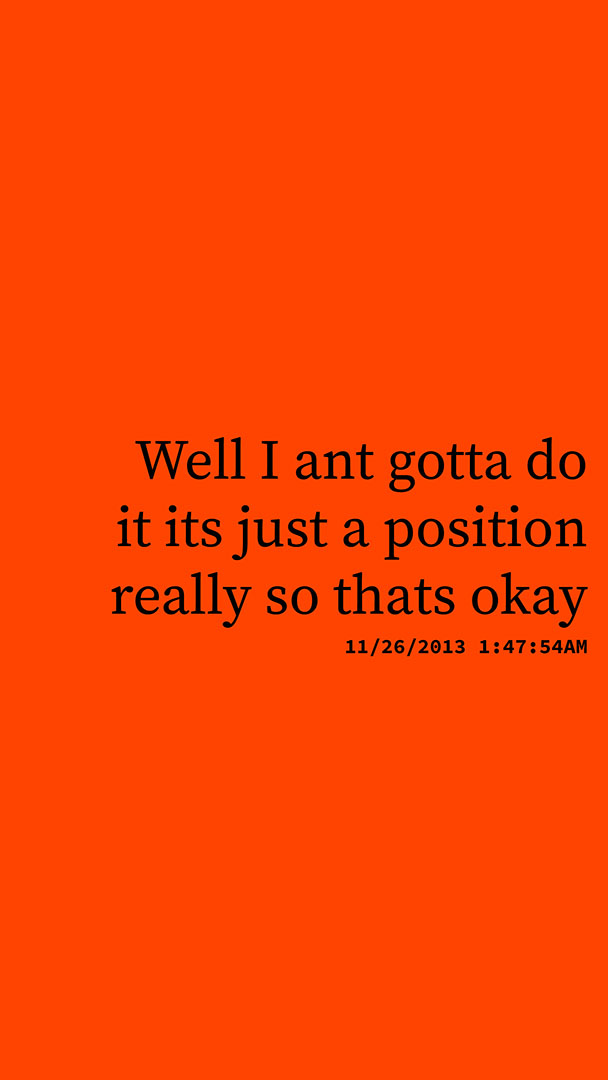 Well I ant gotta do
it its just a position
really so thats okay
11/26/2013 1:47:54AM